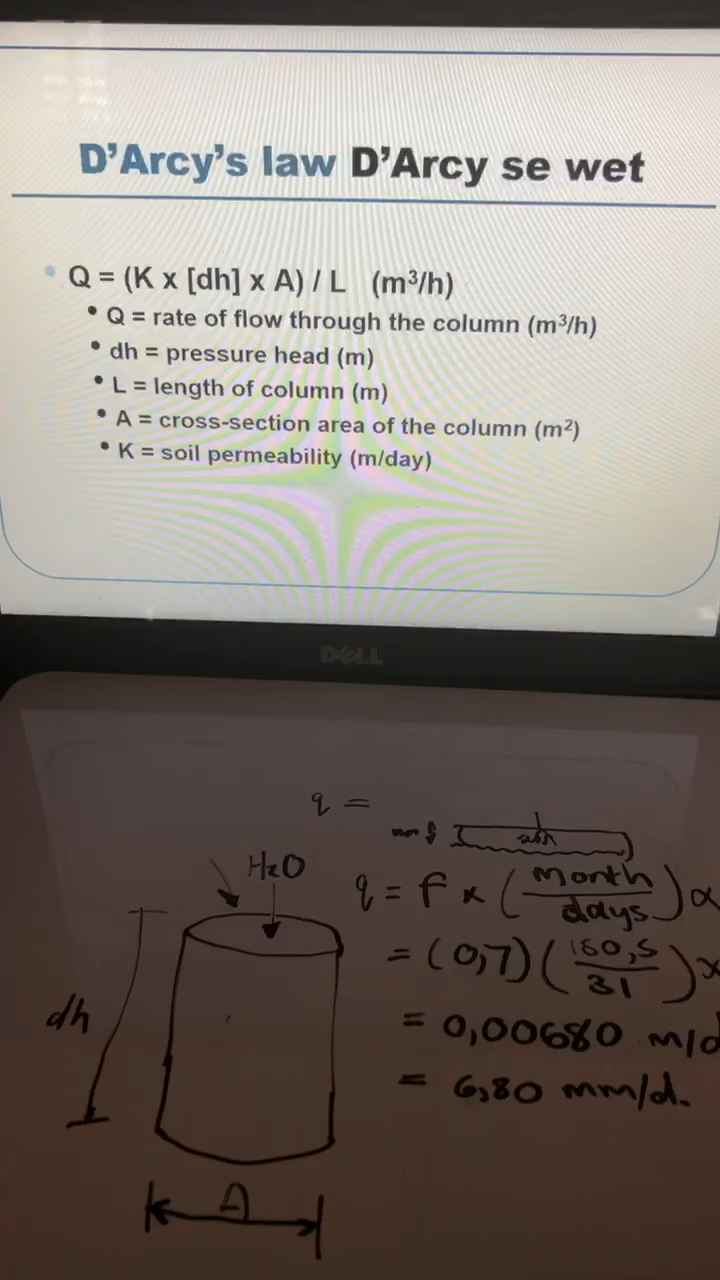 D'Arcy's law D'Arcy se wet
Q = (K x [dh] x A) / L (m³/h)
Q = rate of flow through the column (m³/h)
dh = pressure head (m)
L = length of column (m)
A = cross-section area of the column (m²)
K = soil permeability (m/day)
DELL
q =
H₂O
q = f x (month/days) x
= (0,7)(150,5/31) x
dh
= 0,00680 m/d
= 6,80 mm/d.
A